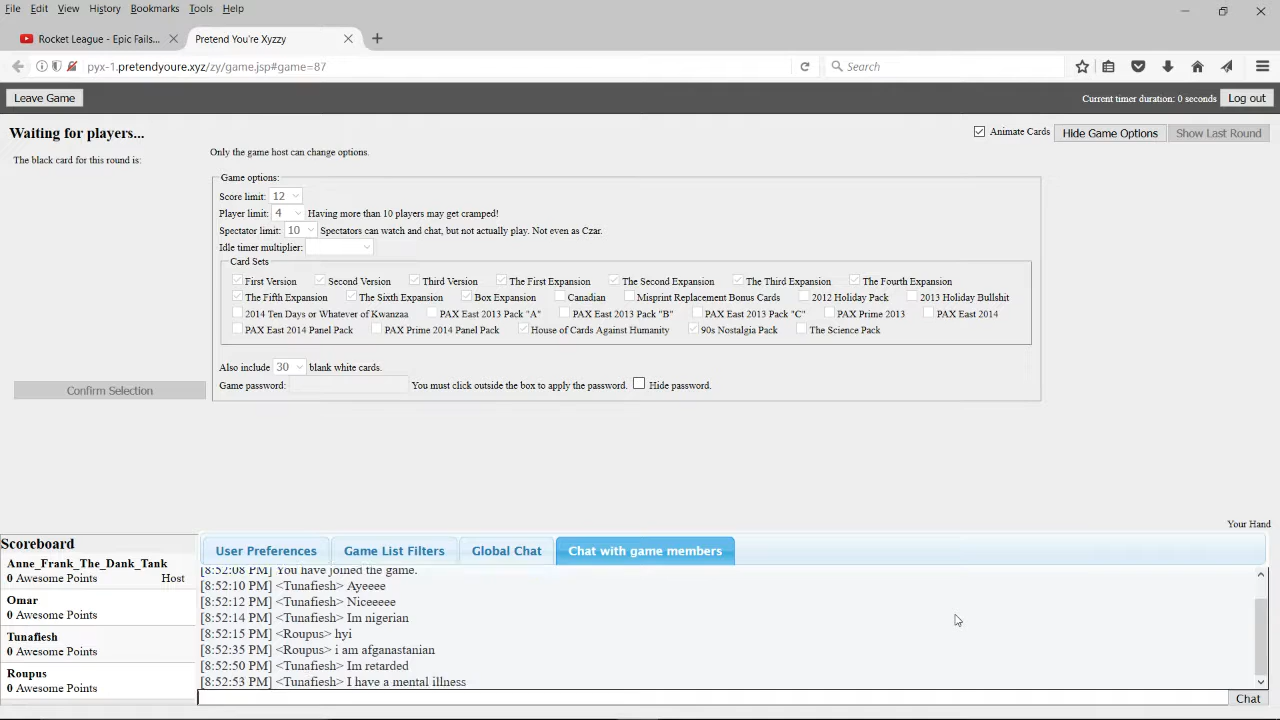 File Edit View History Bookmarks Tools Help
Rocket League - Epic Fails... Pretend You're Xyzzy
pyx-1.pretendyoure.xyz/zy/game.jsp#game=87 Search
Leave Game Current timer duration: 0 seconds Log out
Waiting for players... Animate Cards Hide Game Options Show Last Round
The black card for this round is: Only the game host can change options.
Game options:
Score limit: 12
Player limit: 4 Having more than 10 players may get cramped!
Spectator limit: 10 Spectators can watch and chat, but not actually play. Not even as Czar.
Idle timer multiplier:
Card Sets
First Version Second Version Third Version The First Expansion The Second Expansion The Third Expansion The Fourth Expansion
The Fifth Expansion The Sixth Expansion Box Expansion Canadian Misprint Replacement Bonus Cards 2012 Holiday Pack 2013 Holiday Bullshit
2014 Ten Days or Whatever of Kwanzaa PAX East 2013 Pack "A" PAX East 2013 Pack "B" PAX East 2013 Pack "C" PAX Prime 2013 PAX East 2014
PAX East 2014 Panel Pack PAX Prime 2014 Panel Pack House of Cards Against Humanity 90s Nostalgia Pack The Science Pack
Also include 30 blank white cards.
Game password: You must click outside the box to apply the password. Hide password.
Confirm Selection
Your Hand
Scoreboard
Anne_Frank_The_Dank_Tank
0 Awesome Points Host
Omar
0 Awesome Points
Tunafiesh
0 Awesome Points
Roupus
0 Awesome Points
User Preferences Game List Filters Global Chat Chat with game members
[8:52:08 PM] You have joined the game.
[8:52:10 PM] <Tunafiesh> Ayeeee
[8:52:12 PM] <Tunafiesh> Niceeeee
[8:52:14 PM] <Tunafiesh> Im nigerian
[8:52:15 PM] <Roupus> hyi
[8:52:35 PM] <Roupus> i am afganastanian
[8:52:50 PM] <Tunafiesh> Im retarded
[8:52:53 PM] <Tunafiesh> I have a mental illness
Chat